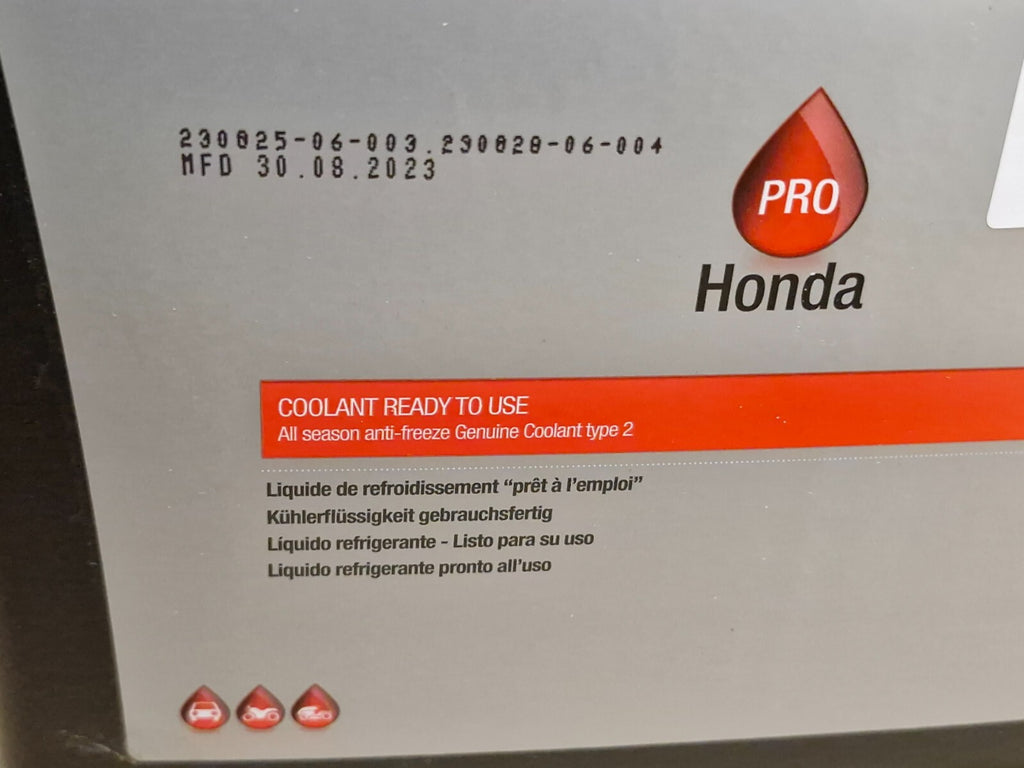 230825-06-003.230828-06-004
MFD 30.08.2023
PRO
Honda
COOLANT READY TO USE
All season anti-freeze Genuine Coolant type 2
Liquide de refroidissement “prêt à l’emploi”
Kühlerflüssigkeit gebrauchsfertig
Líquido refrigerante - Listo para su uso
Liquido refrigerante pronto all’uso